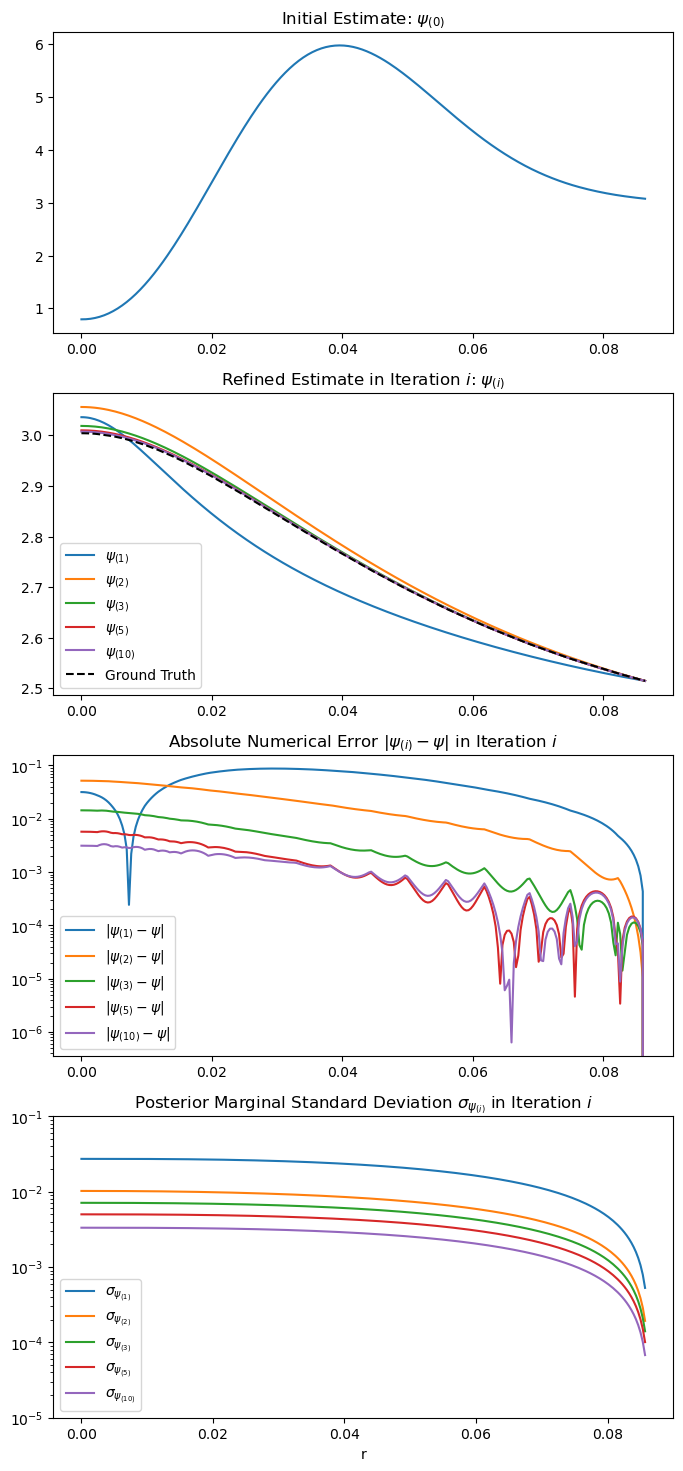 Initial Estimate: ψ(0)
6
5
4
3
2
1
0.00 0.02 0.04 0.06 0.08
Refined Estimate in Iteration i: ψ(i)
3.0
2.9
2.8
2.7
2.6
2.5
ψ(1)
ψ(2)
ψ(3)
ψ(5)
ψ(10)
Ground Truth
0.00 0.02 0.04 0.06 0.08
Absolute Numerical Error |ψ(i) − ψ| in Iteration i
10⁻¹
10⁻²
10⁻³
10⁻⁴
10⁻⁵
10⁻⁶
|ψ(1) − ψ|
|ψ(2) − ψ|
|ψ(3) − ψ|
|ψ(5) − ψ|
|ψ(10) − ψ|
0.00 0.02 0.04 0.06 0.08
Posterior Marginal Standard Deviation σψ(i) in Iteration i
10⁻¹
10⁻²
10⁻³
10⁻⁴
10⁻⁵
σψ(1)
σψ(2)
σψ(3)
σψ(5)
σψ(10)
0.00 0.02 0.04 0.06 0.08
r